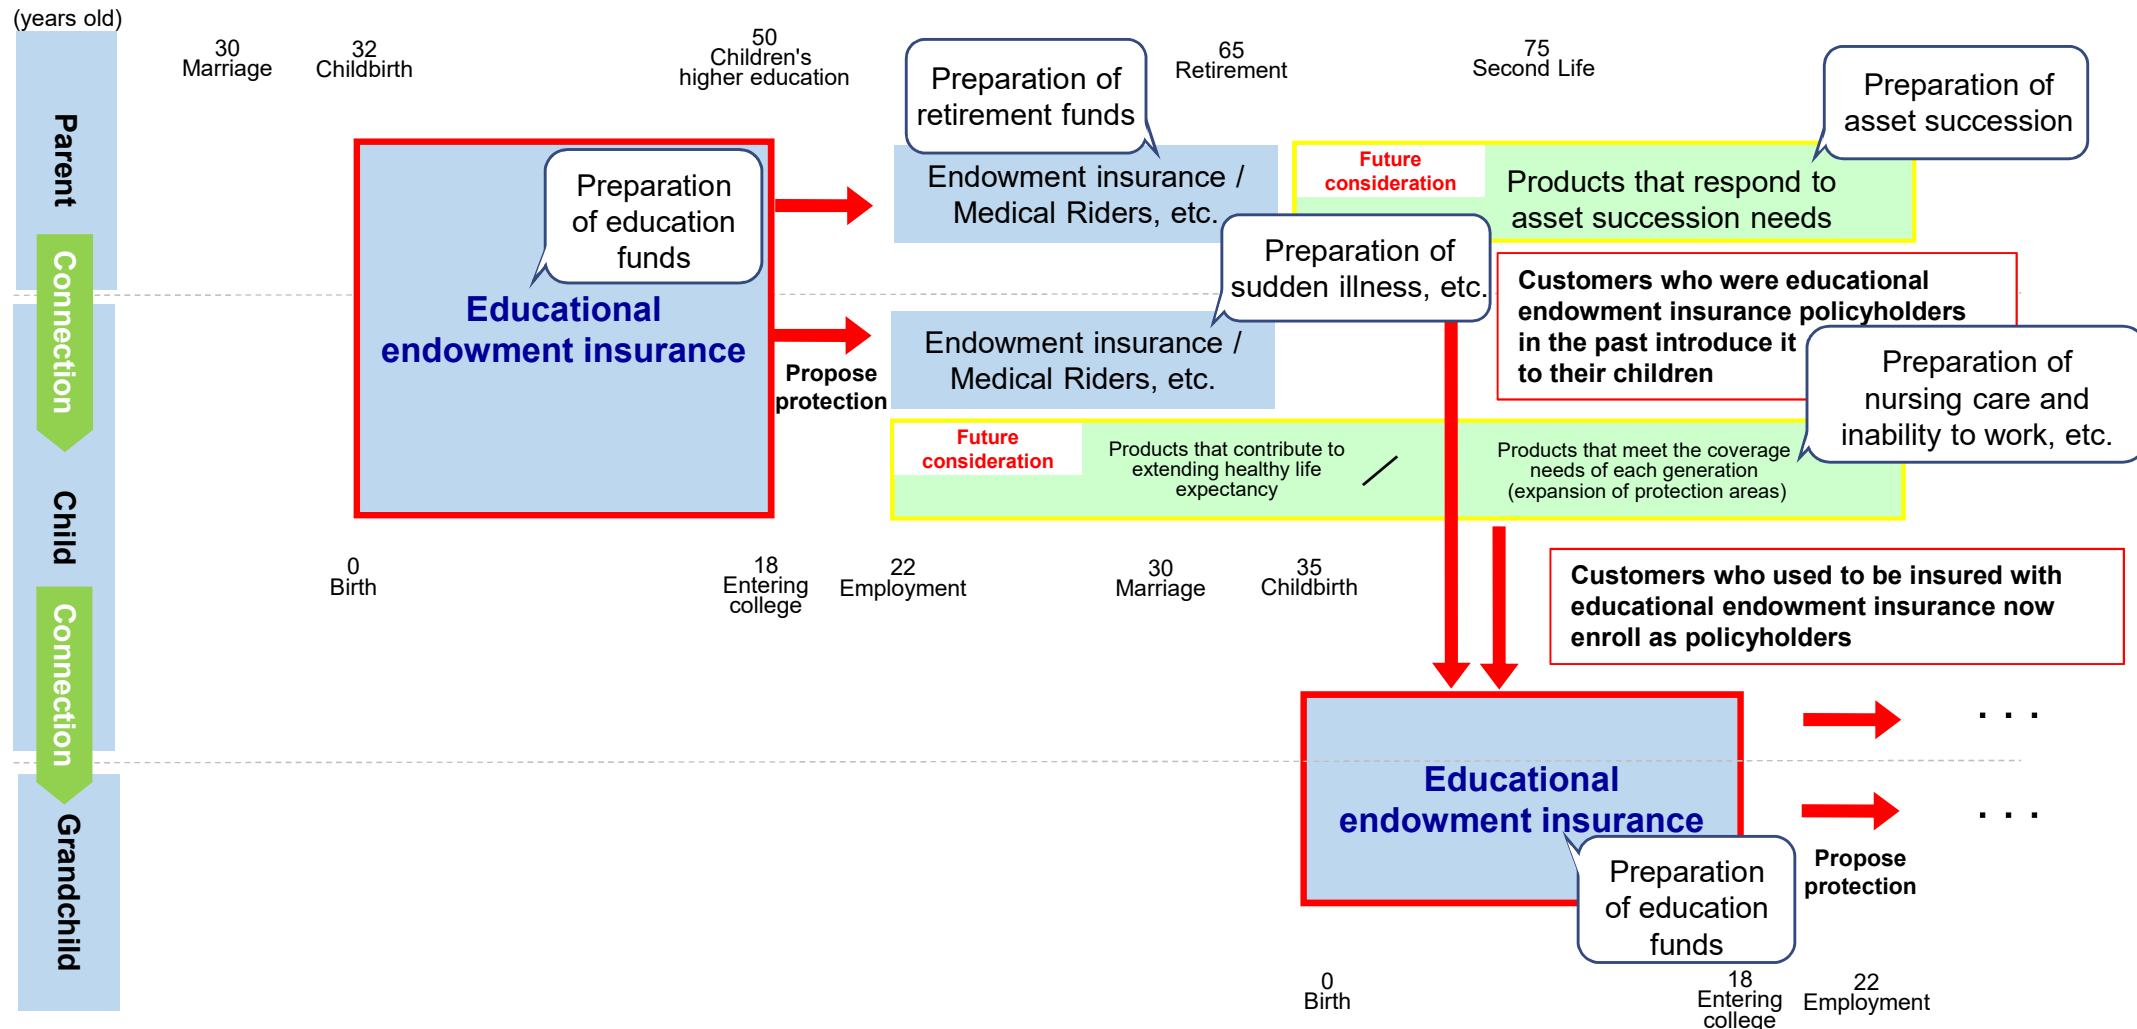 (years old)
30
Marriage
32
Childbirth
50
Children's
higher education
65
Retirement
75
Second Life
Parent
Connection
Child
Connection
Grandchild
Preparation of
retirement funds
Preparation of
asset succession
Preparation
of education
funds
Educational
endowment insurance
Endowment insurance /
Medical Riders, etc.
Future
consideration
Products that respond to
asset succession needs
Preparation of
sudden illness, etc.
Propose
protection
Endowment insurance /
Medical Riders, etc.
Customers who were educational
endowment insurance policyholders
in the past introduce it
to their children
Preparation of
nursing care and
inability to work, etc.
Future
consideration
Products that contribute to
extending healthy life
expectancy
/
Products that meet the coverage
needs of each generation
(expansion of protection areas)
0
Birth
18
Entering
college
22
Employment
30
Marriage
35
Childbirth
Customers who used to be insured with
educational endowment insurance now
enroll as policyholders
Educational
endowment insurance
Preparation
of education
funds
. . .
. . .
Propose
protection
0
Birth
18
Entering
college
22
Employment